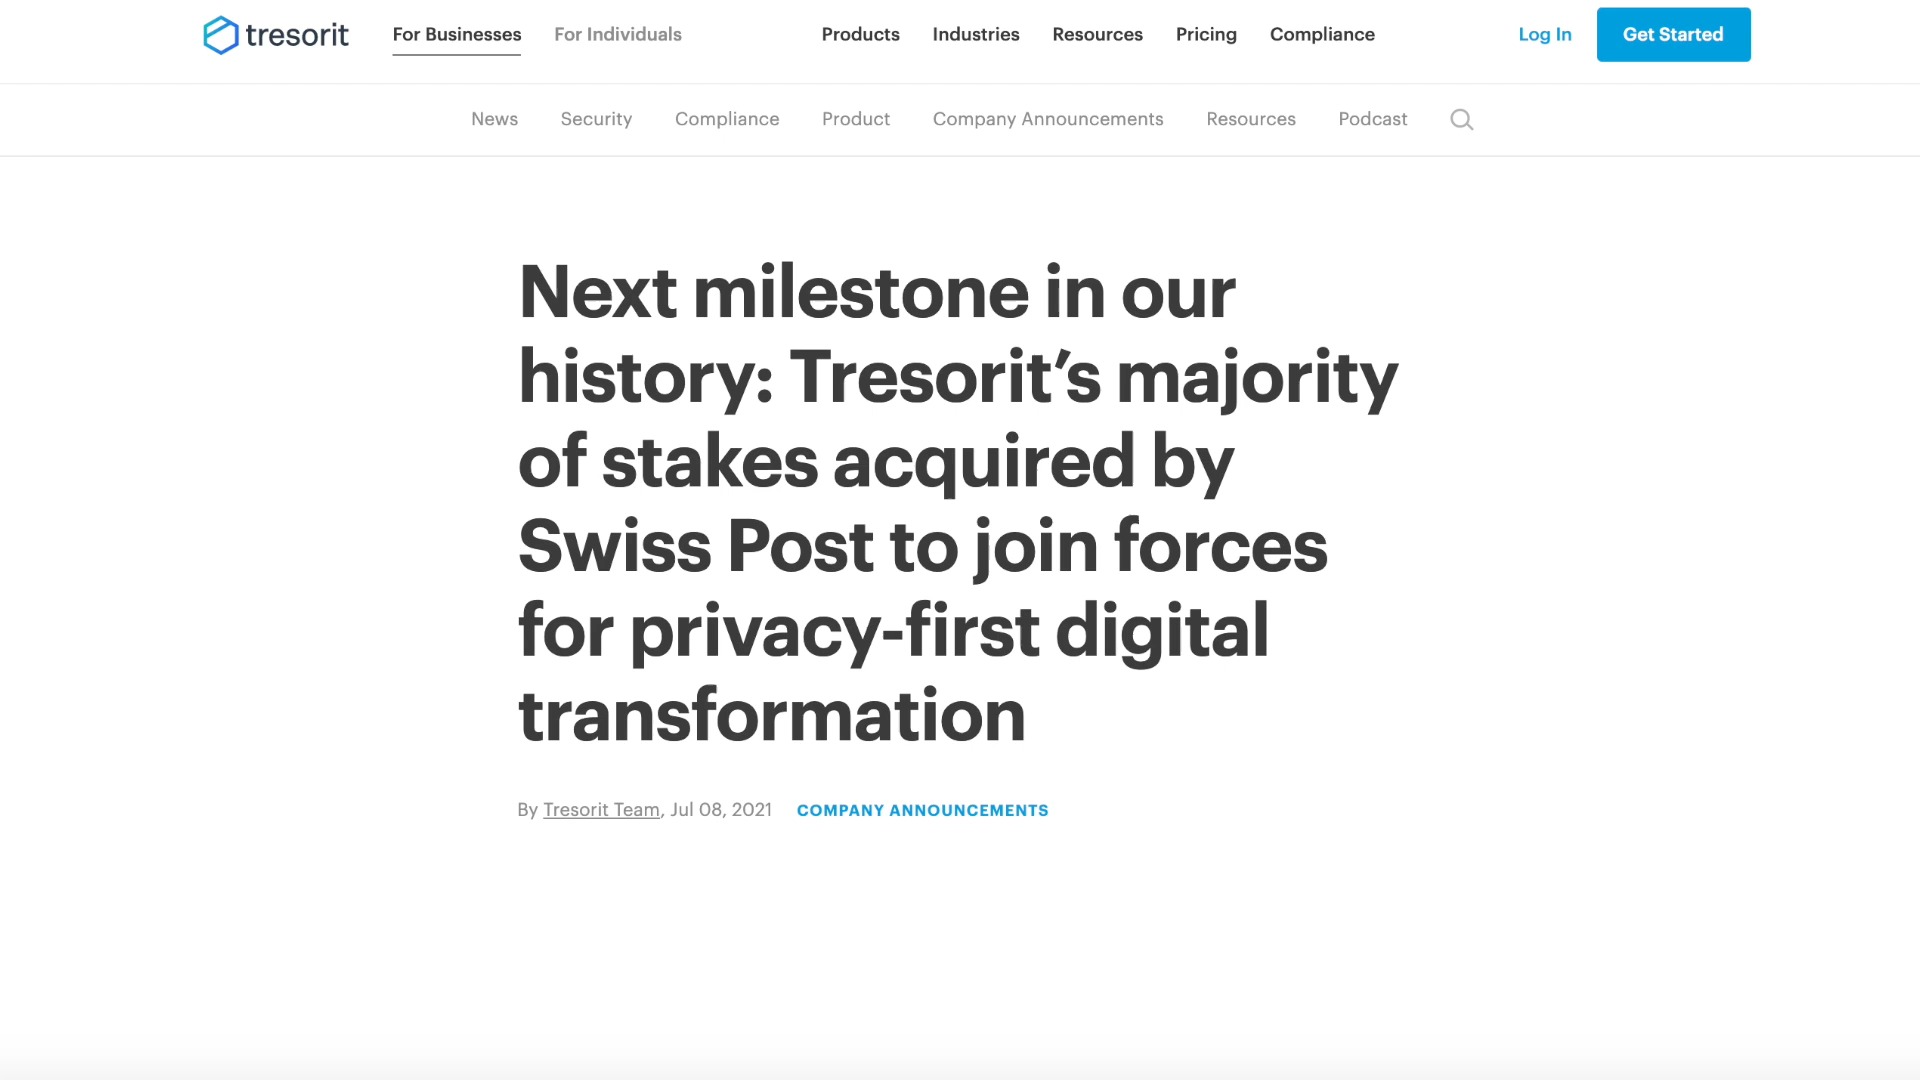 tresorit
For Businesses
For Individuals
Products
Industries
Resources
Pricing
Compliance
Log In
Get Started
News
Security
Compliance
Product
Company Announcements
Resources
Podcast
Next milestone in our
history: Tresorit’s majority
of stakes acquired by
Swiss Post to join forces
for privacy-first digital
transformation
By Tresorit Team, Jul 08, 2021
COMPANY ANNOUNCEMENTS